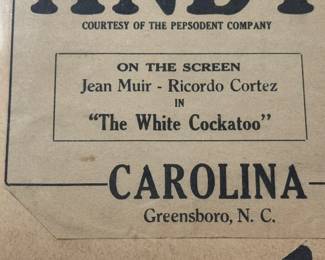 COURTESY OF THE PEPSODENT COMPANY
ON THE SCREEN
Jean Muir - Ricordo Cortez
IN
"The White Cockatoo"
CAROLINA
Greensboro, N. C.